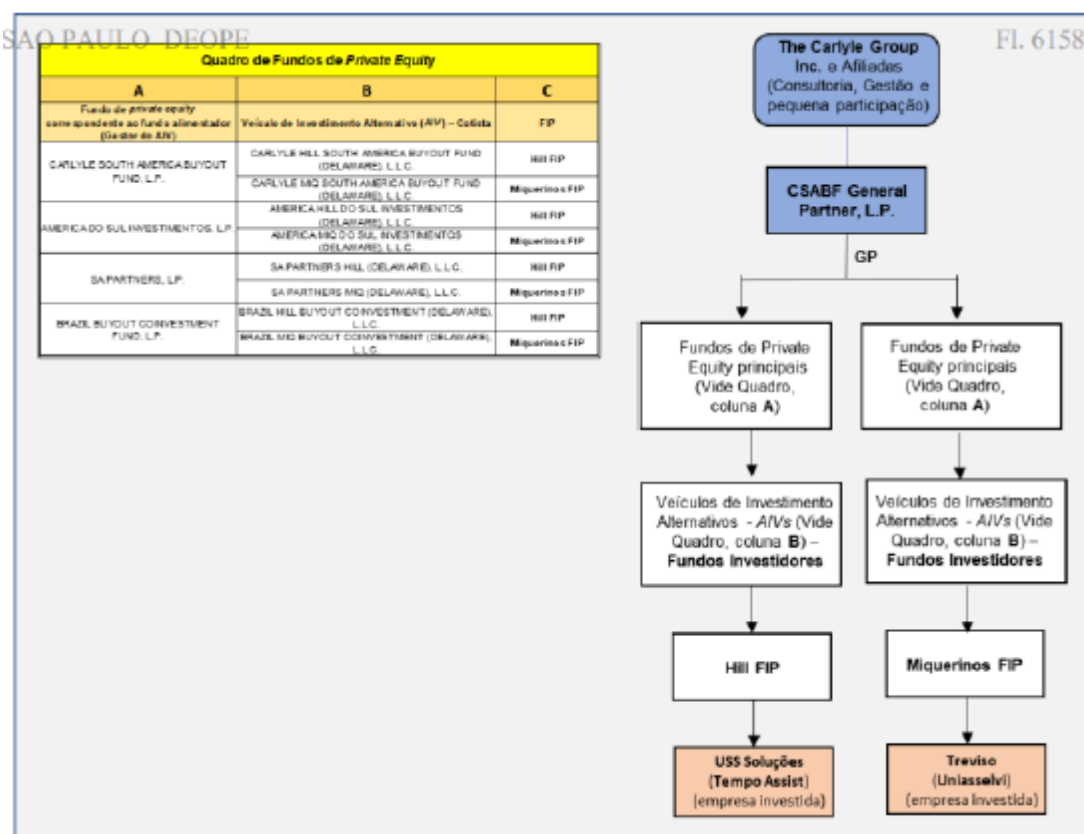 SAO PAULO DEOPE
Fl. 6158
Quadro de Fundos de Private Equity
A
B
C
Fundo de private equity
correspondente ao fundo alimentador
(Gestor do AIV)
Veículo de Investimento Alternativo (AIV) – Cotista
FIP
CARLYLE SOUTH AMERICA BUYOUT
FUND, L.P.
CARLYLE HILL SOUTH AMERICA BUYOUT FUND
(DELAWARE), L.L.C.
Hill FIP
CARLYLE MIQ SOUTH AMERICA BUYOUT FUND
(DELAWARE), L.L.C.
Miquerinos FIP
AMERICA DO SUL INVESTIMENTOS, L.P.
AMERICA HILL DO SUL INVESTIMENTOS
(DELAWARE), L.L.C.
Hill FIP
AMERICA MIQ DO SUL INVESTIMENTOS
(DELAWARE), L.L.C.
Miquerinos FIP
SA PARTNERS, L.P.
SA PARTNERS HILL (DELAWARE), L.L.C.
Hill FIP
SA PARTNERS MIQ (DELAWARE), L.L.C.
Miquerinos FIP
BRAZIL BUYOUT COINVESTMENT
FUND, L.P.
BRAZIL HILL BUYOUT COINVESTMENT (DELAWARE),
L.L.C.
Hill FIP
BRAZIL MIQ BUYOUT COINVESTMENT (DELAWARE),
L.L.C.
Miquerinos FIP
The Carlyle Group
Inc. e Afiliadas
(Consultoria, Gestão e
pequena participação)
CSABF General
Partner, L.P.
GP
Fundos de Private
Equity principais
(Vide Quadro,
coluna A)
Fundos de Private
Equity principais
(Vide Quadro,
coluna A)
Veículos de Investimento
Alternativos - AIVs (Vide
Quadro, coluna B) –
Fundos Investidores
Veículos de Investimento
Alternativos - AIVs (Vide
Quadro, coluna B) –
Fundos Investidores
Hill FIP
Miquerinos FIP
USS Soluções
(Tempo Assist)
(empresa investida)
Treviso
(Uniasselvi)
(empresa investida)